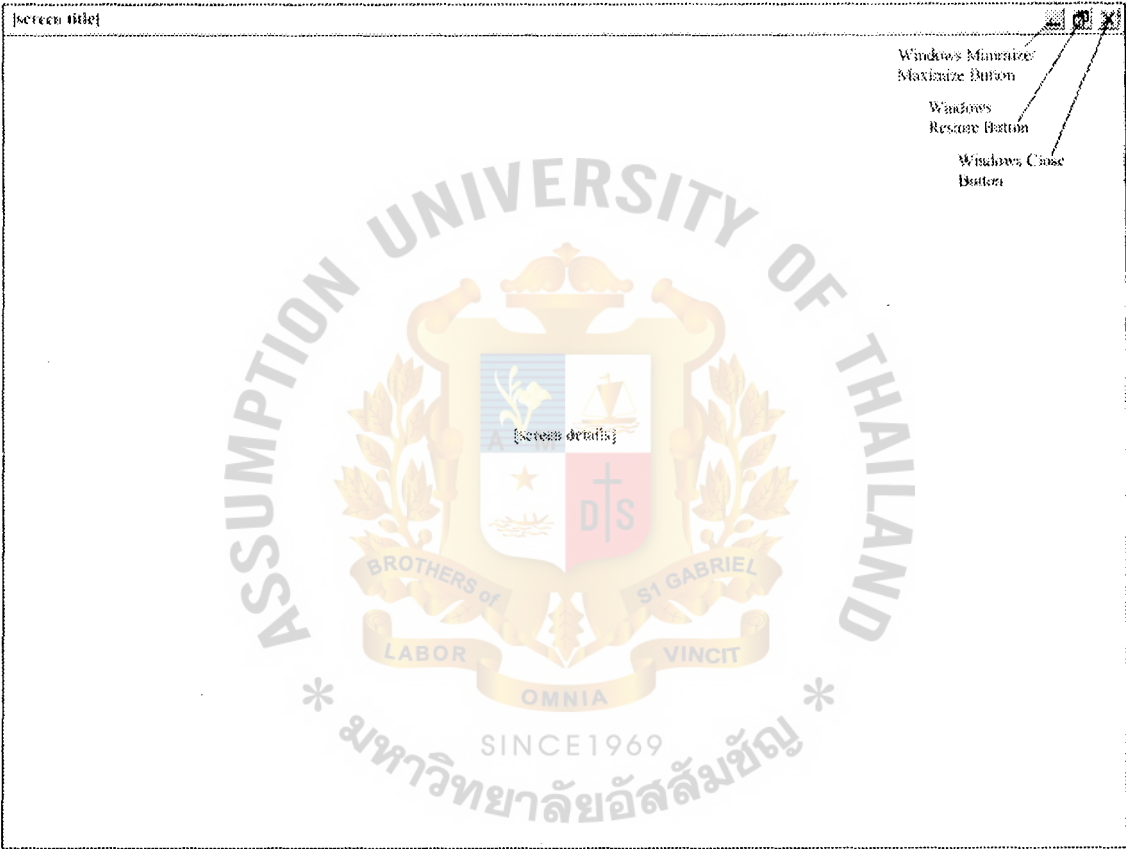 [screen title]
Windows Minimize/
Maximize Button
Windows
Restore Button
Windows Close
Button
ASSUMPTION UNIVERSITY OF THAILAND
[screen details]
A M
D S
BROTHERS of
S1 GABRIEL
LABOR
VINCIT
OMNIA
SINCE1969
* มหาวิทยาลัยอัสสัมชัญ *